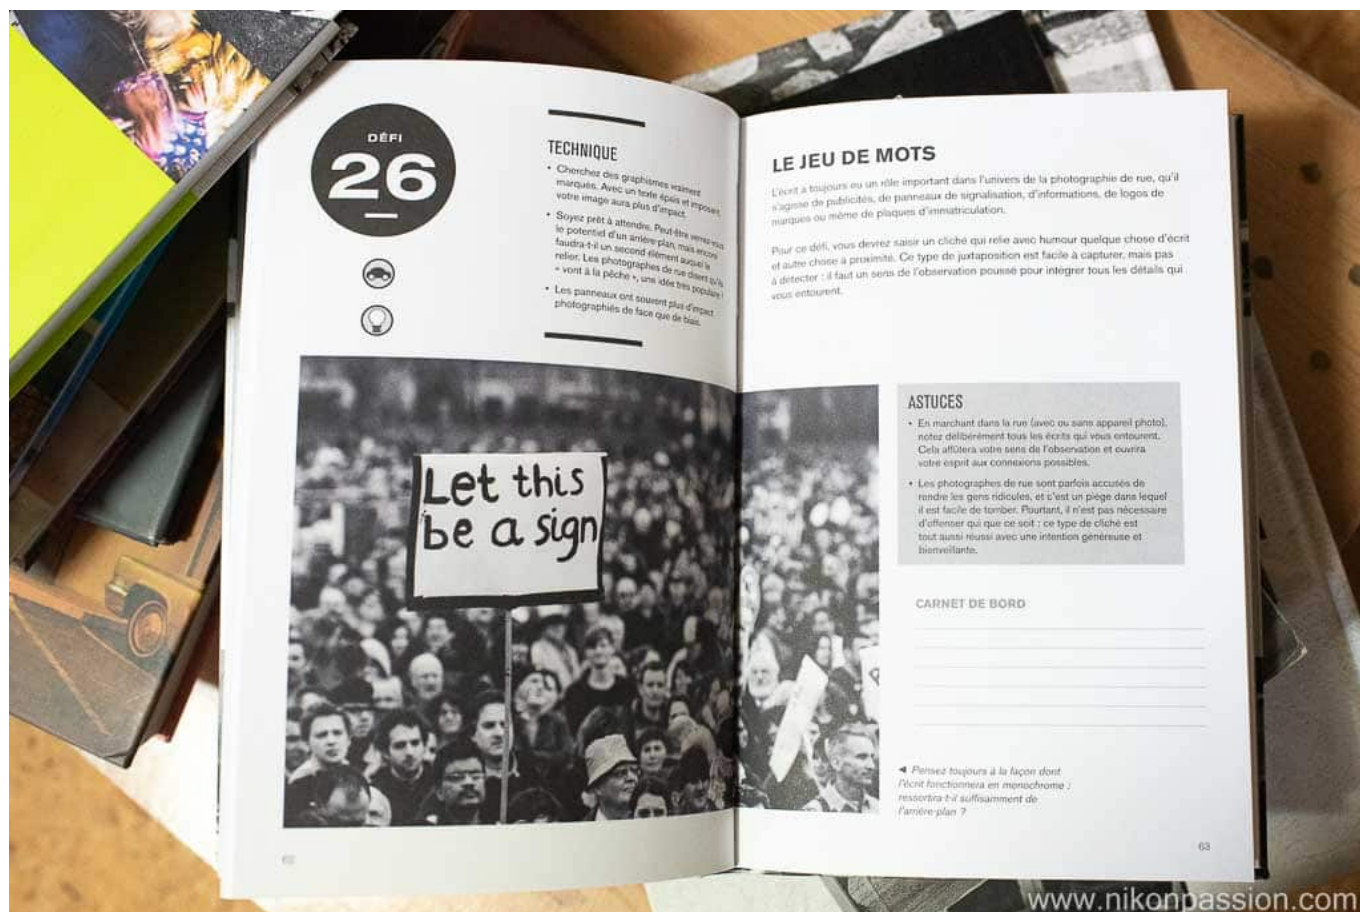 DÉFI
26
TECHNIQUE
• Cherchez des graphismes vraiment
marqués. Avec un texte épais et imposant,
votre image aura plus d'impact.
• Soyez prêt à attendre. Peut-être verrez-vous
le potentiel d'un arrière-plan, mais encore
faudra-t-il un second élément auquel le
relier. Les photographes de rue disent qu'ils
« vont à la pêche », une idée très populaire !
• Les panneaux ont souvent plus d'impact
photographiés de face que de biais.
Let this
be a sign
62
LE JEU DE MOTS
L'écrit a toujours eu un rôle important dans l'univers de la photographie de rue, qu'il
s'agisse de publicités, de panneaux de signalisation, d'informations, de logos de
marques ou même de plaques d'immatriculation.
Pour ce défi, vous devrez saisir un cliché qui relie avec humour quelque chose d'écrit
et autre chose à proximité. Ce type de juxtaposition est facile à capturer, mais pas
à détecter : il faut un sens de l'observation poussé pour intégrer tous les détails qui
vous entourent.
ASTUCES
• En marchant dans la rue (avec ou sans appareil photo),
notez délibérément tous les écrits qui vous entourent.
Cela affûtera votre sens de l'observation et ouvrira
votre esprit aux connexions possibles.
• Les photographes de rue sont parfois accusés de
rendre les gens ridicules, et c'est un piège dans lequel
il est facile de tomber. Pourtant, il n'est pas nécessaire
d'offenser qui que ce soit : ce type de cliché est
tout aussi réussi avec une intention généreuse et
bienveillante.
CARNET DE BORD
◄ Pensez toujours à la façon dont
l'écrit fonctionnera en monochrome :
ressortira-t-il suffisamment de
l'arrière-plan ?
63
www.nikonpassion.com